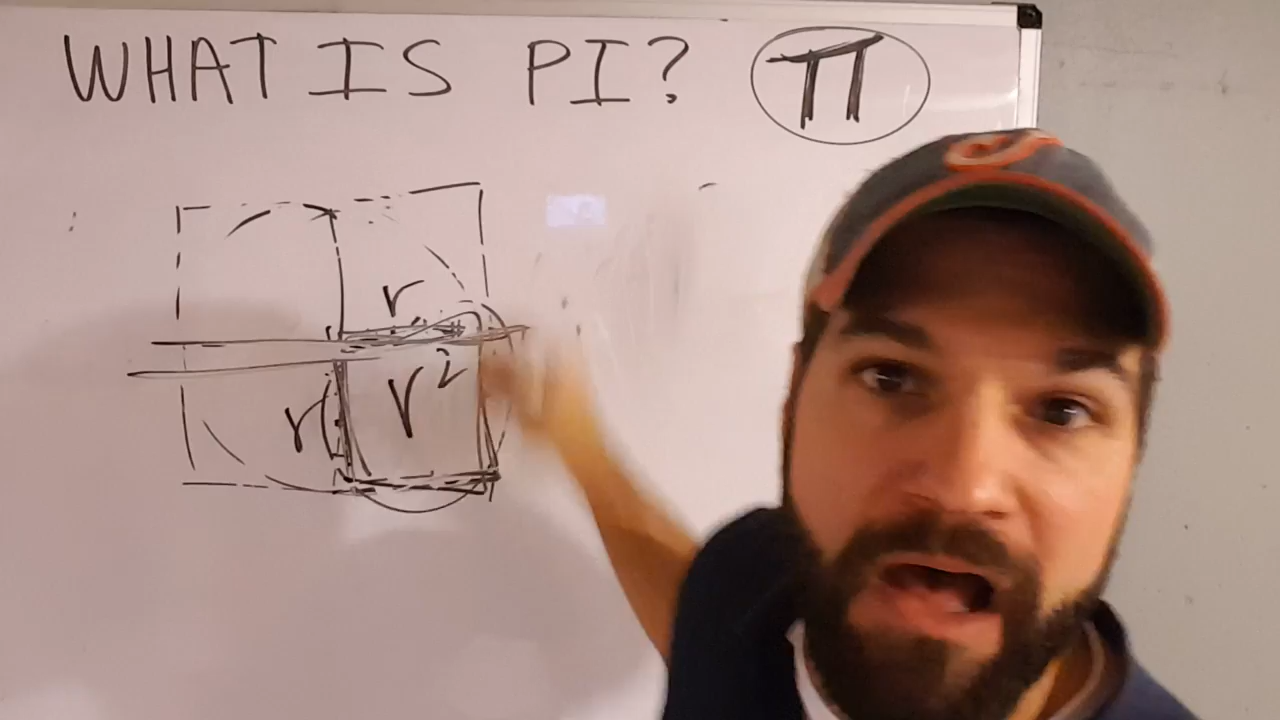 WHAT IS PI? π
r
r r²